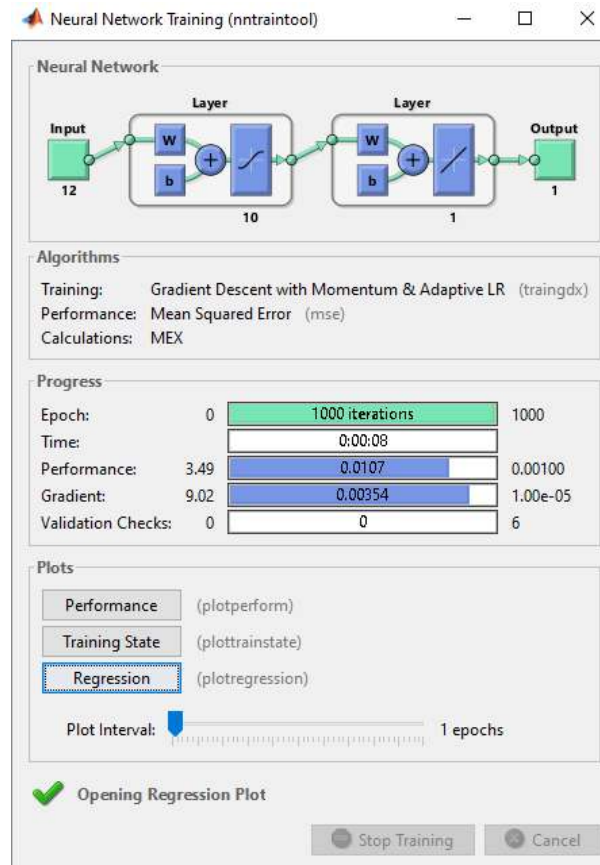 Neural Network Training (nntraintool)
Neural Network
Layer Layer
Input Output
W W
b b
12 1
10 1
Algorithms
Training: Gradient Descent with Momentum & Adaptive LR (traingdx)
Performance: Mean Squared Error (mse)
Calculations: MEX
Progress
Epoch: 0 1000 iterations 1000
Time: 0:00:08
Performance: 3.49 0.0107 0.00100
Gradient: 9.02 0.00354 1.00e-05
Validation Checks: 0 0 6
Plots
Performance (plotperform)
Training State (plottrainstate)
Regression (plotregression)
Plot Interval: 1 epochs
Opening Regression Plot
Stop Training Cancel